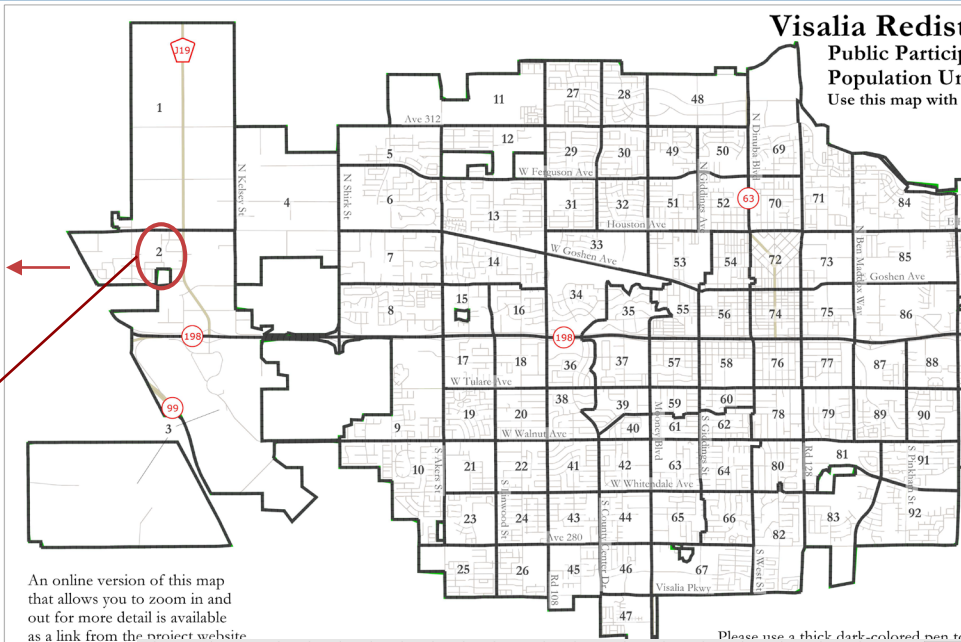 Visalia Redist
Public Particip
Population Un
Use this map with
J19
1
11
27
28
48
Ave 312
12
5
29
30
49
50
69
N Dinuba Blvd
W Ferguson Ave
N Kelsey St
N Shirk St
4
6
13
31
32
51
N Giddings Ave
52
63
70
71
84
Houston Ave
2
7
14
33
W Goshen Ave
53
54
72
73
N Ben Maddox Way
85
Goshen Ave
8
15
16
34
35
55
56
74
75
86
198
198
17
18
36
37
57
58
76
77
87
88
W Tulare Ave
99
3
9
19
20
38
39
59
60
78
79
89
90
W Walnut Ave
40
Mooney Blvd
61
62
S Giddings St
10
S Akers St
21
22
41
42
63
64
80
Rd 128
81
S Pinkham St
91
W Whitendale Ave
S Linwood St
23
24
43
S County Center Dr
44
65
66
82
83
92
Ave 280
25
26
45
Rd 108
46
67
S West St
Visalia Pkwy
47
An online version of this map
that allows you to zoom in and
out for more detail is available
as a link from the project website
Please use a thick dark-colored pen to